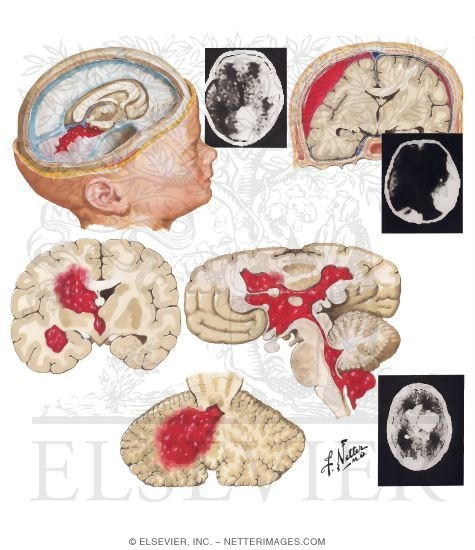 ELSEVIER
F. Netter
M.D.
© ELSEVIER, INC. – NETTERIMAGES.COM